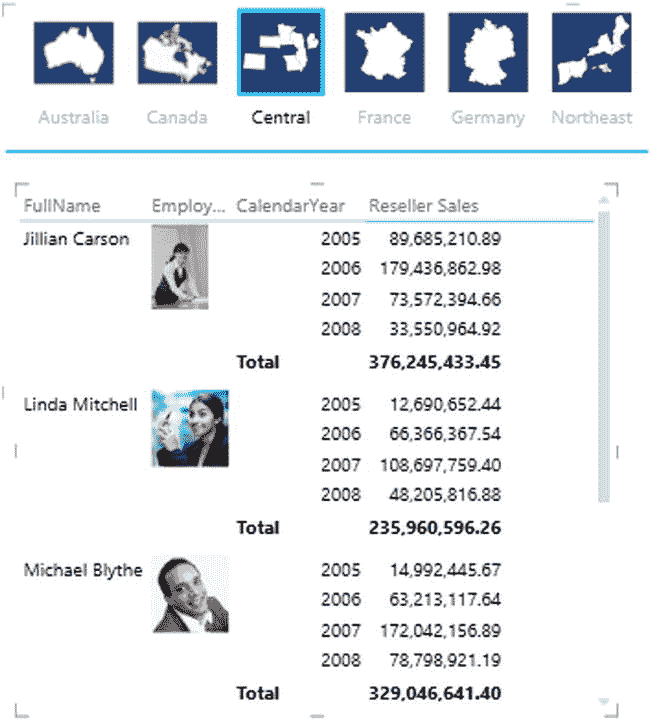 Australia Canada Central France Germany Northeast
FullName Employ... CalendarYear Reseller Sales
Jillian Carson 2005 89,685,210.89
2006 179,436,862.98
2007 73,572,394.66
2008 33,550,964.92
Total 376,245,433.45
Linda Mitchell 2005 12,690,652.44
2006 66,366,367.54
2007 108,697,759.40
2008 48,205,816.88
Total 235,960,596.26
Michael Blythe 2005 14,992,445.67
2006 63,213,117.64
2007 172,042,156.89
2008 78,798,921.19
Total 329,046,641.40